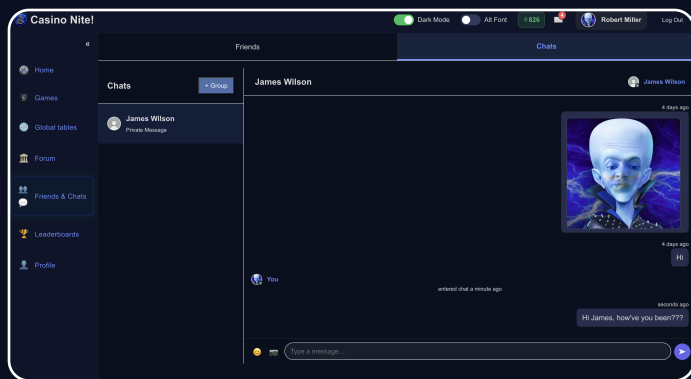 Casino Nite!
Dark Mode
Alt Font
826
4
Robert Miller
Log Out
«
Home
Games
Global tables
Forum
Friends & Chats
Leaderboards
Profile
Friends
Chats
Chats
+ Group
James Wilson
Private Message
James Wilson
James Wilson
4 days ago
4 days ago
Hi
You
entered chat a minute ago
seconds ago
Hi James, how've you been???
Type a message...